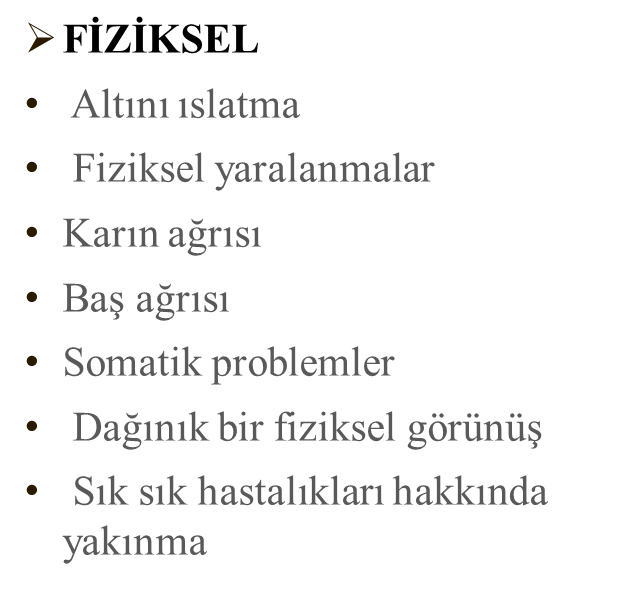 ➢ FİZİKSEL
• Altını ıslatma
• Fiziksel yaralanmalar
• Karın ağrısı
• Baş ağrısı
• Somatik problemler
• Dağınık bir fiziksel görünüş
• Sık sık hastalıkları hakkında
yakınma